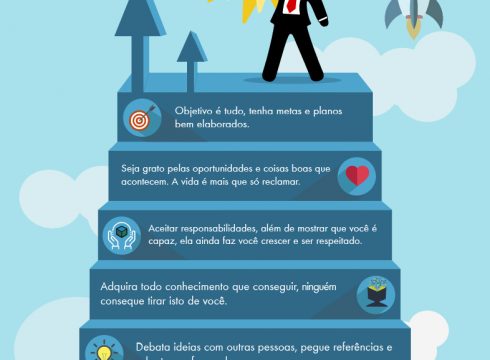 Objetivo é tudo, tenha metas e planos
bem elaborados.
Seja grato pelas oportunidades e coisas boas que
acontecem. A vida é mais que só reclamar.
Aceitar responsabilidades, além de mostrar que você é
capaz, ela ainda faz você crescer e ser respeitado.
Adquira todo conhecimento que conseguir, ninguém
conseque tirar isto de você.
Debata ideias com outras pessoas, pegue referências e